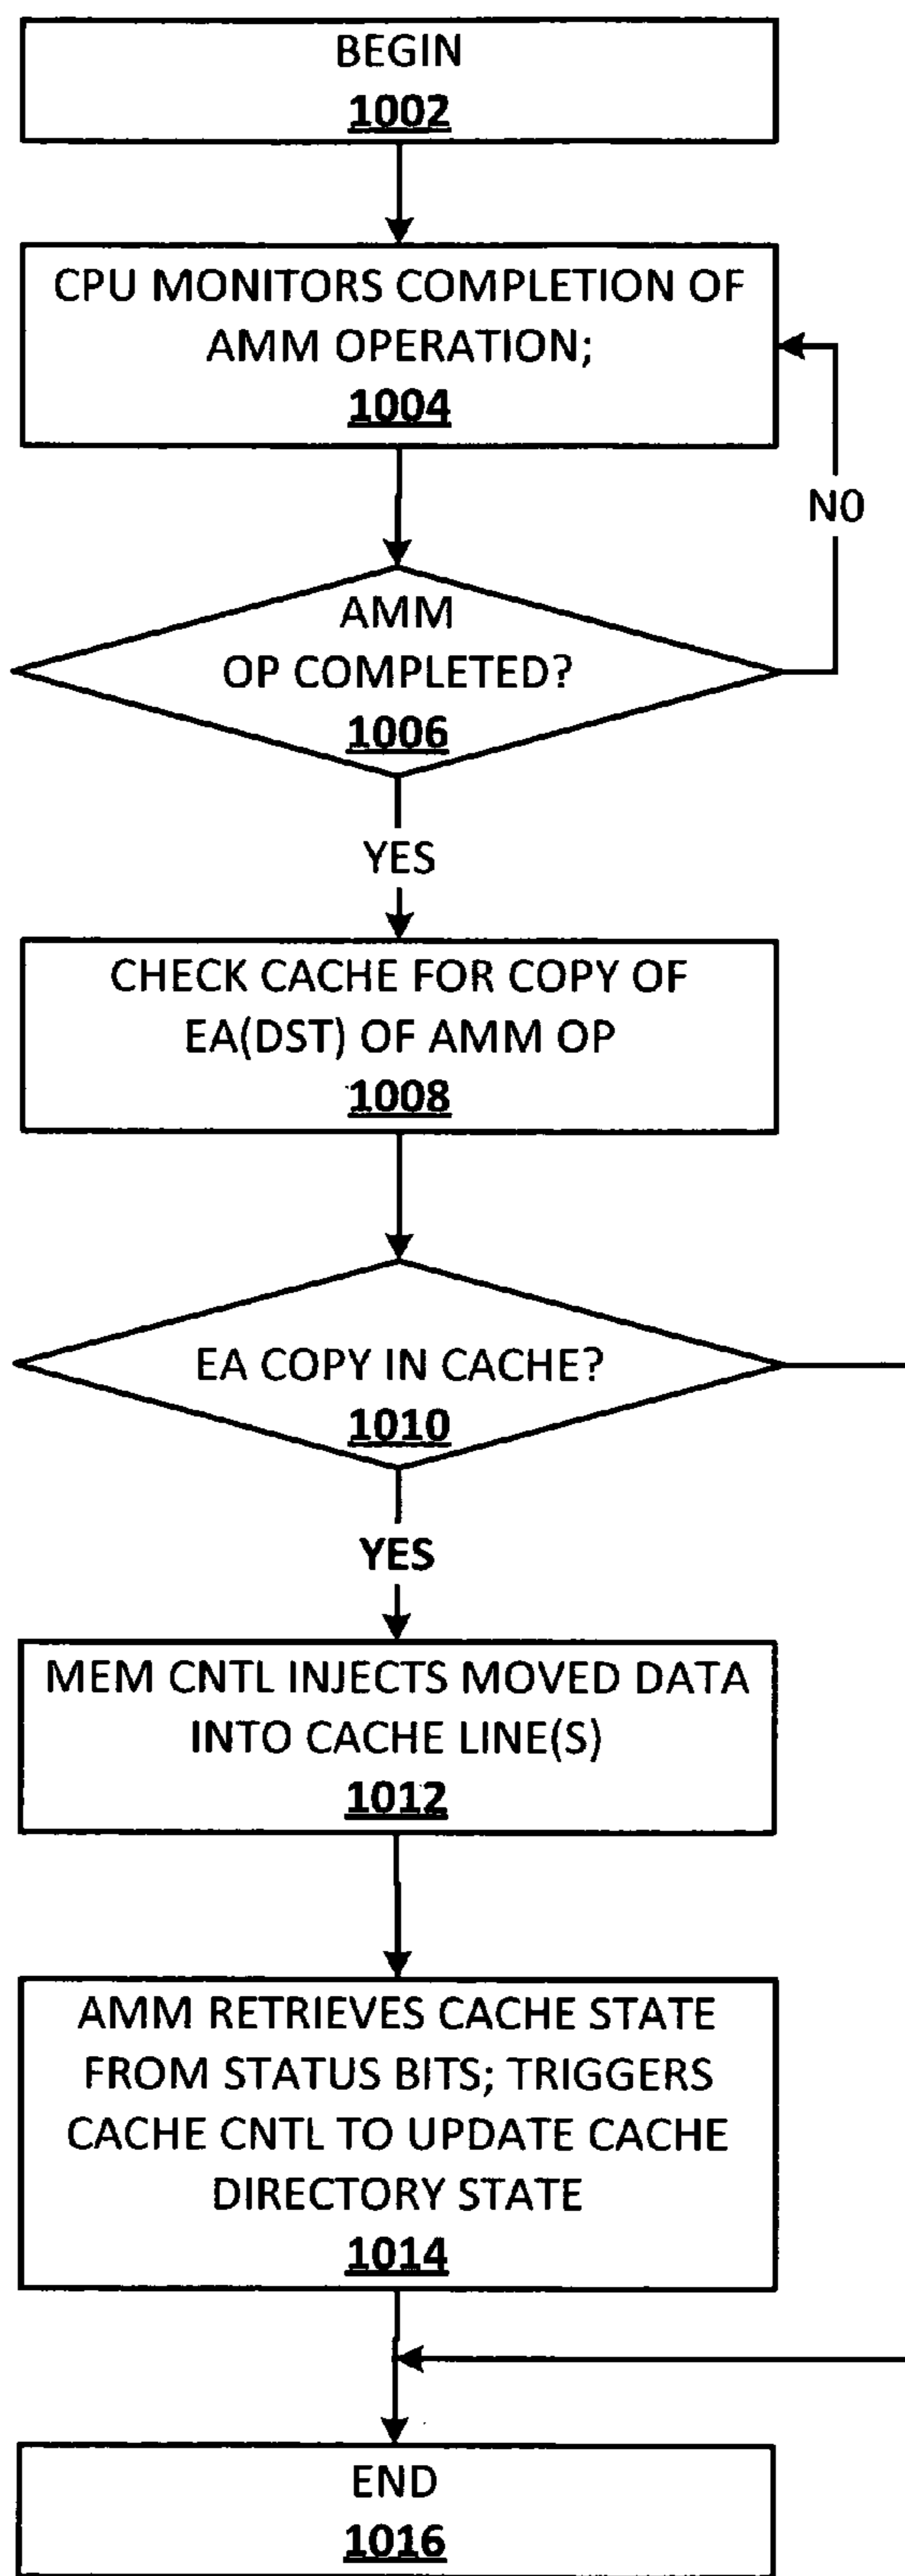 BEGIN
1002
CPU MONITORS COMPLETION OF
AMM OPERATION;
1004
NO
AMM
OP COMPLETED?
1006
YES
CHECK CACHE FOR COPY OF
EA(DST) OF AMM OP
1008
EA COPY IN CACHE?
1010
YES
MEM CNTL INJECTS MOVED DATA
INTO CACHE LINE(S)
1012
AMM RETRIEVES CACHE STATE
FROM STATUS BITS; TRIGGERS
CACHE CNTL TO UPDATE CACHE
DIRECTORY STATE
1014
END
1016